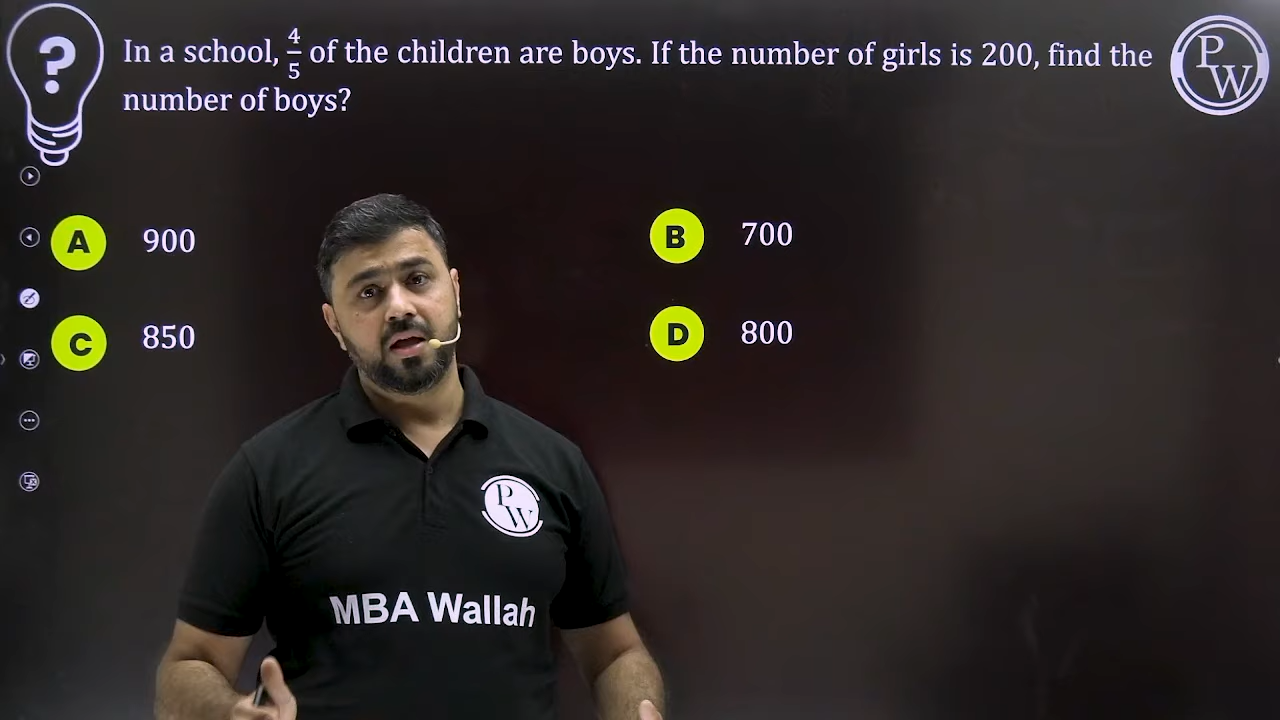 In a school, 4/5 of the children are boys. If the number of girls is 200, find the
number of boys?
?
PW
A 900
B 700
C 850
D 800
PW
MBA Wallah